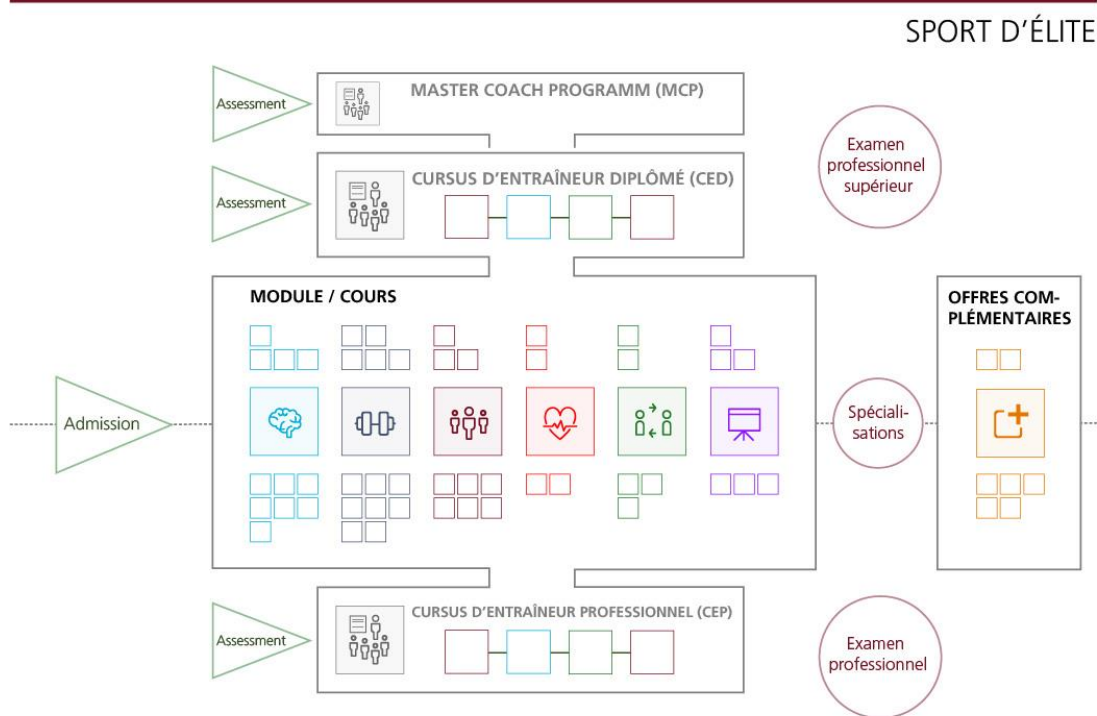 SPORT D'ÉLITE
Assessment
MASTER COACH PROGRAMM (MCP)
Examen
professionnel
supérieur
Assessment
CURSUS D'ENTRAÎNEUR DIPLÔMÉ (CED)
MODULE / COURS
OFFRES COM-
PLÉMENTAIRES
Admission
Spéciali-
sations
Assessment
CURSUS D'ENTRAÎNEUR PROFESSIONNEL (CEP)
Examen
professionnel